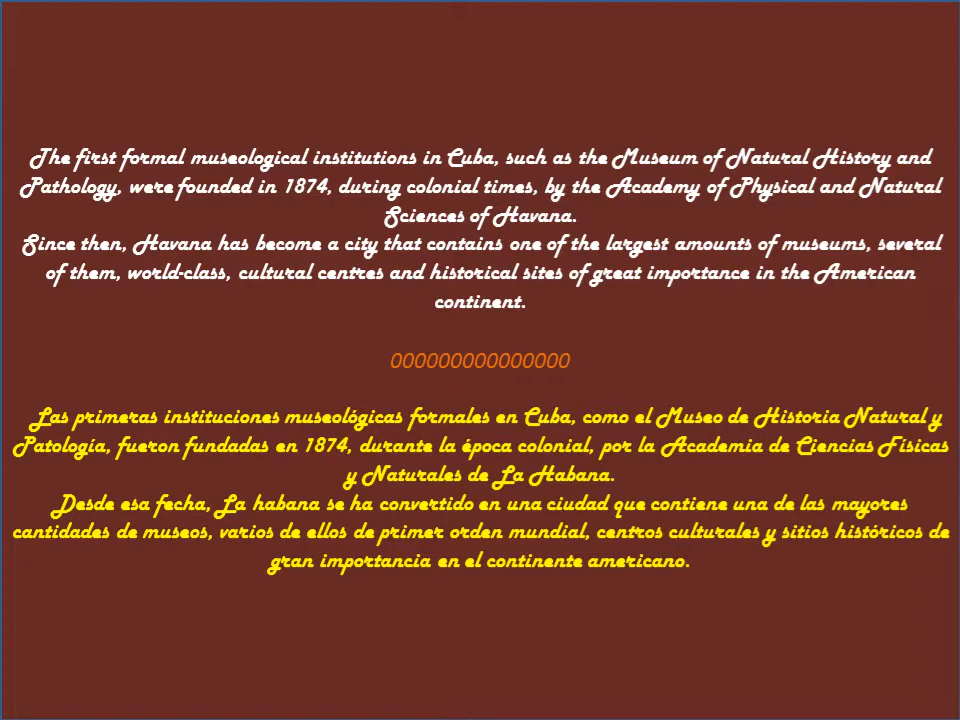 The first formal museological institutions in Cuba, such as the Museum of Natural History and
Pathology, were founded in 1874, during colonial times, by the Academy of Physical and Natural
Sciences of Havana.
Since then, Havana has become a city that contains one of the largest amounts of museums, several
of them, world-class, cultural centres and historical sites of great importance in the American
continent.
000000000000000
Las primeras instituciones museológicas formales en Cuba, como el Museo de Historia Natural y
Patología, fueron fundadas en 1874, durante la época colonial, por la Academia de Ciencias Físicas
y Naturales de La Habana.
Desde esa fecha, La habana se ha convertido en una ciudad que contiene una de las mayores
cantidades de museos, varios de ellos de primer orden mundial, centros culturales y sitios históricos de
gran importancia en el continente americano.